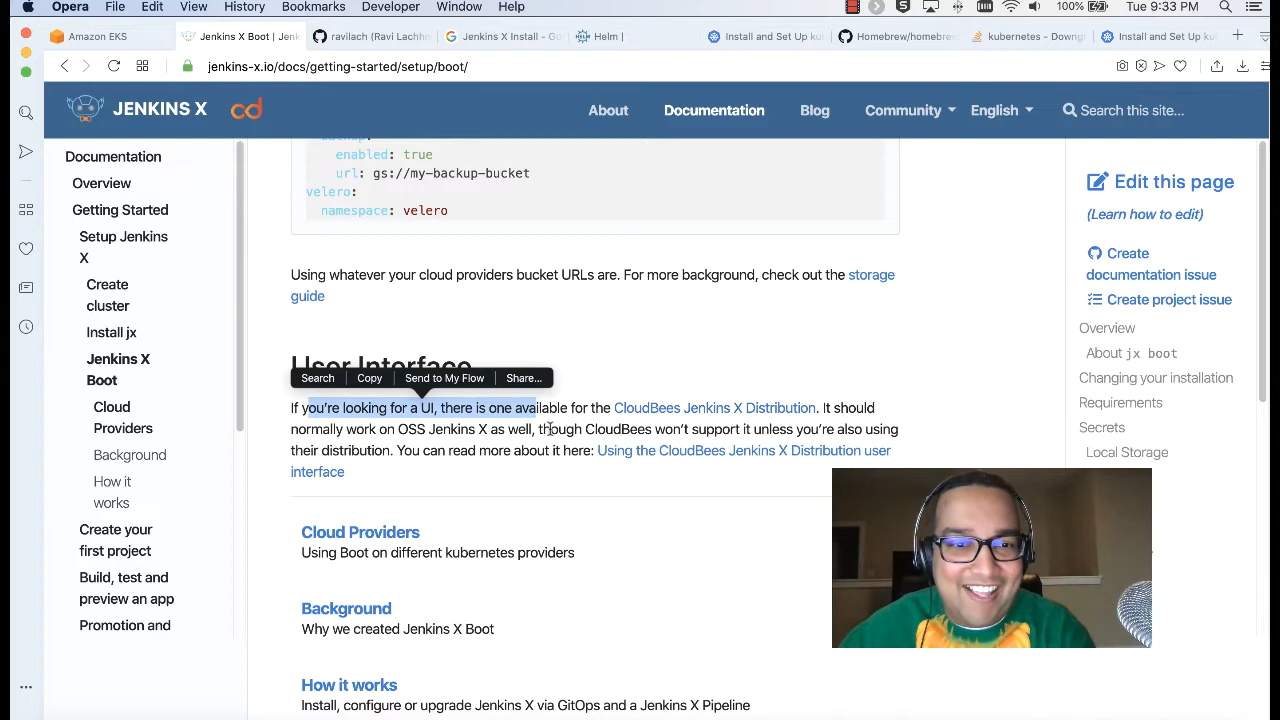 Opera File Edit View History Bookmarks Developer Window Help 100% Tue 9:33 PM
Amazon EKS Jenkins X Boot | Jenk ravilach (Ravi Lachh Jenkins X Install - Go Helm | Install and Set Up ku Homebrew/homebre kubernetes - Downgr Install and Set Up ku
jenkins-x.io/docs/getting-started/setup/boot/
JENKINS X cd About Documentation Blog Community English Search this site...
Documentation
Overview
Getting Started
Setup Jenkins
X
Create
cluster
Install jx
Jenkins X
Boot
Cloud
Providers
Background
How it
works
Create your
first project
Build, test and
preview an app
Promotion and
enabled: true
url: gs://my-backup-bucket
velero:
namespace: velero
Using whatever your cloud providers bucket URLs are. For more background, check out the storage
guide
User Interface
Search Copy Send to My Flow Share...
If you're looking for a UI, there is one available for the CloudBees Jenkins X Distribution. It should
normally work on OSS Jenkins X as well, though CloudBees won't support it unless you're also using
their distribution. You can read more about it here: Using the CloudBees Jenkins X Distribution user
interface
Cloud Providers
Using Boot on different kubernetes providers
Background
Why we created Jenkins X Boot
How it works
Install, configure or upgrade Jenkins X via GitOps and a Jenkins X Pipeline
Edit this page
(Learn how to edit)
Create
documentation issue
Create project issue
Overview
About jx boot
Changing your installation
Requirements
Secrets
Local Storage